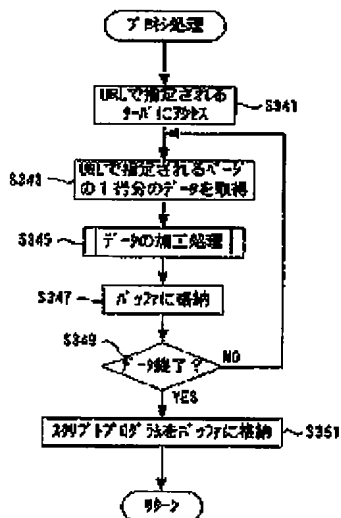 プロキシ処理
URLで指定される
サーバにアクセス
S341
URLで指定されるページ
の1行分のデータを取得
S343
データの加工処理
S345
バッファに格納
S347
データ終了?
S349
NO
YES
スクリプトプログラムをバッファに格納
S351
リターン